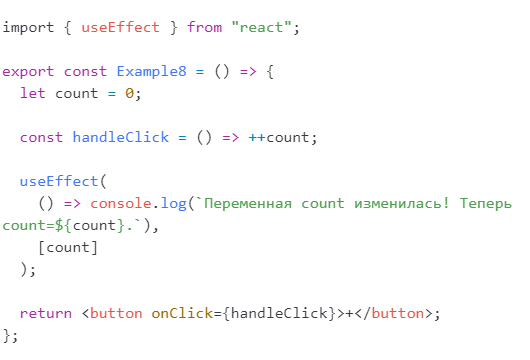 import { useEffect } from "react";

export const Example8 = () => {
  let count = 0;

  const handleClick = () => ++count;

  useEffect(
    () => console.log(`Переменная count изменилась! Теперь
count=${count}.`),
    [count]
  );

  return <button onClick={handleClick}>+</button>;
};